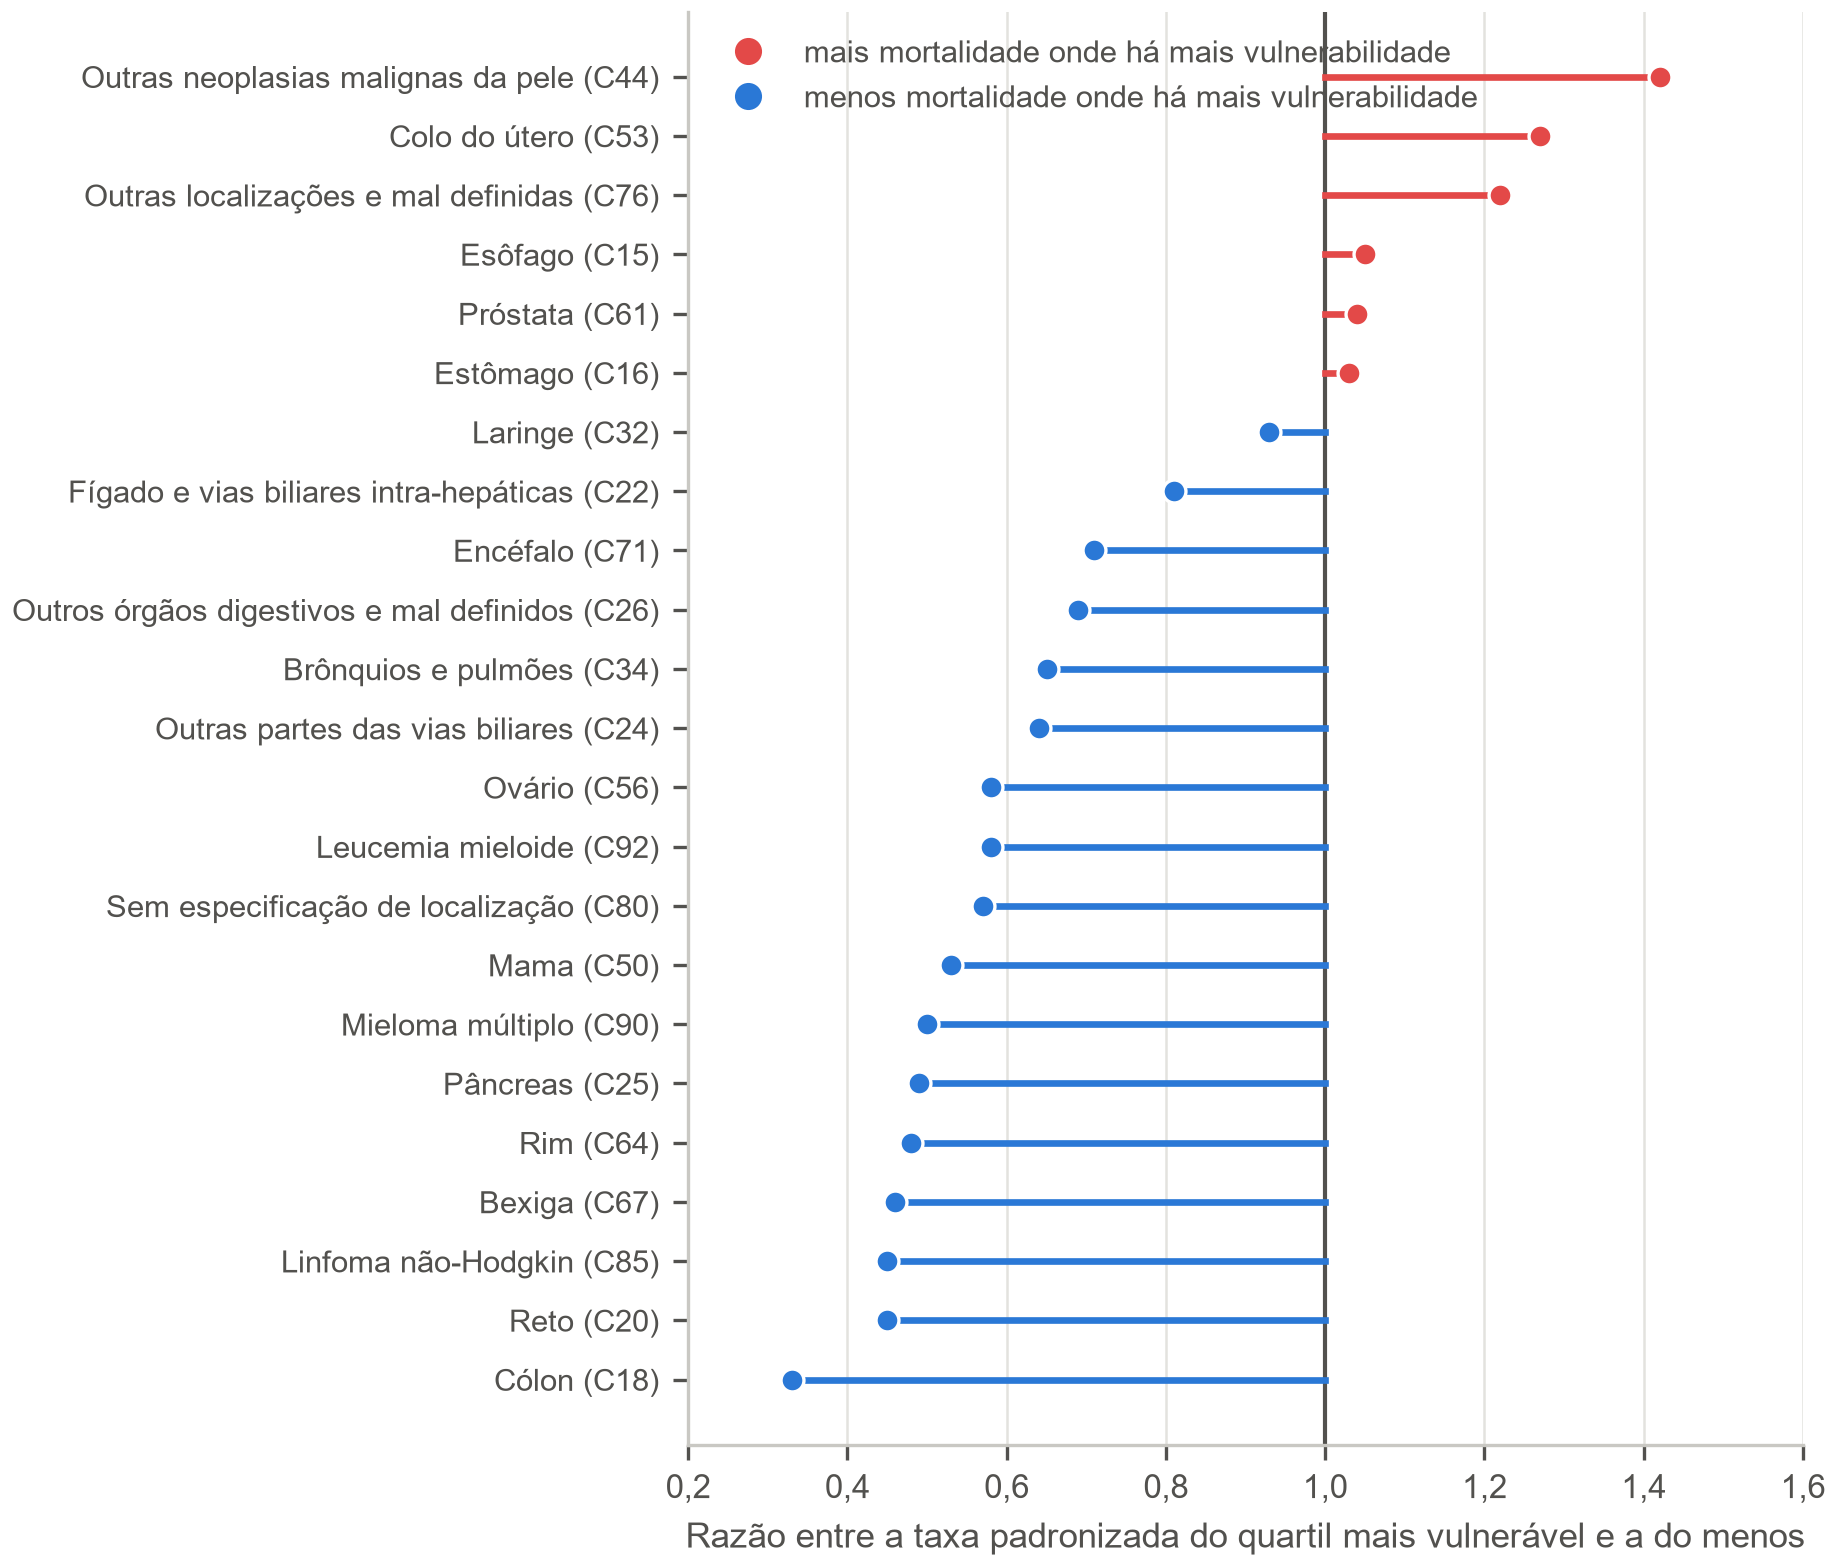 mais mortalidade onde há mais vulnerabilidade
menos mortalidade onde há mais vulnerabilidade
Outras neoplasias malignas da pele (C44)
Colo do útero (C53)
Outras localizações e mal definidas (C76)
Esôfago (C15)
Próstata (C61)
Estômago (C16)
Laringe (C32)
Fígado e vias biliares intra-hepáticas (C22)
Encéfalo (C71)
Outros órgãos digestivos e mal definidos (C26)
Brônquios e pulmões (C34)
Outras partes das vias biliares (C24)
Ovário (C56)
Leucemia mieloide (C92)
Sem especificação de localização (C80)
Mama (C50)
Mieloma múltiplo (C90)
Pâncreas (C25)
Rim (C64)
Bexiga (C67)
Linfoma não-Hodgkin (C85)
Reto (C20)
Cólon (C18)
0,2 0,4 0,6 0,8 1,0 1,2 1,4 1,6
Razão entre a taxa padronizada do quartil mais vulnerável e a do menos